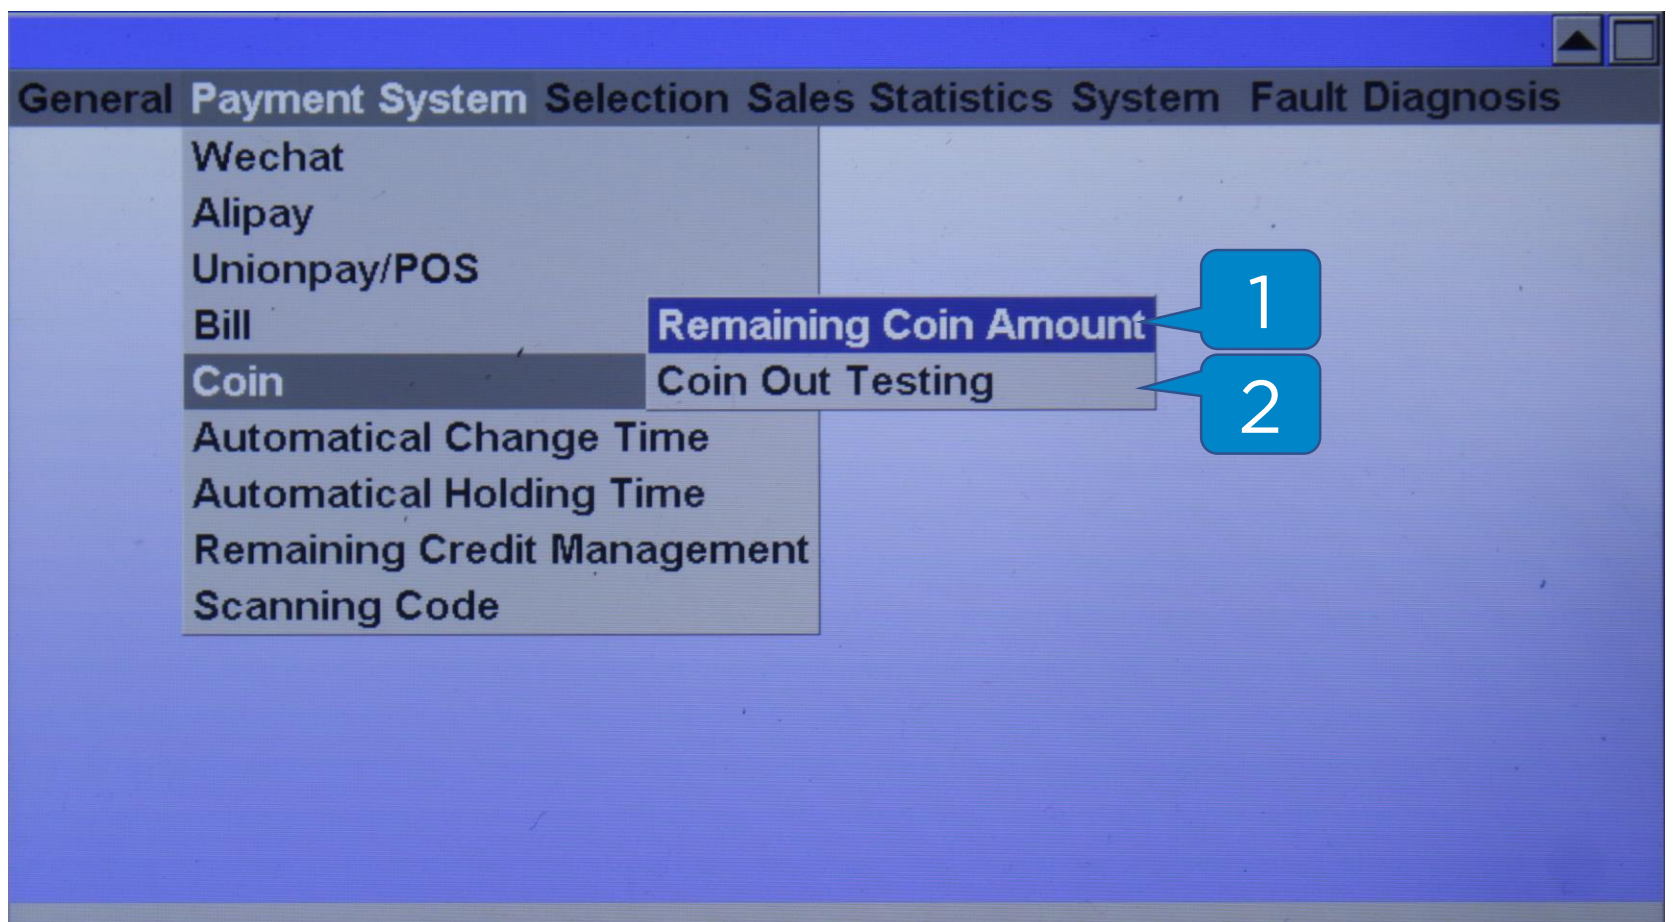 General Payment System Selection Sales Statistics System Fault Diagnosis
Wechat
Alipay
Unionpay/POS
Bill
Coin
Automatical Change Time
Automatical Holding Time
Remaining Credit Management
Scanning Code
Remaining Coin Amount
Coin Out Testing
1
2